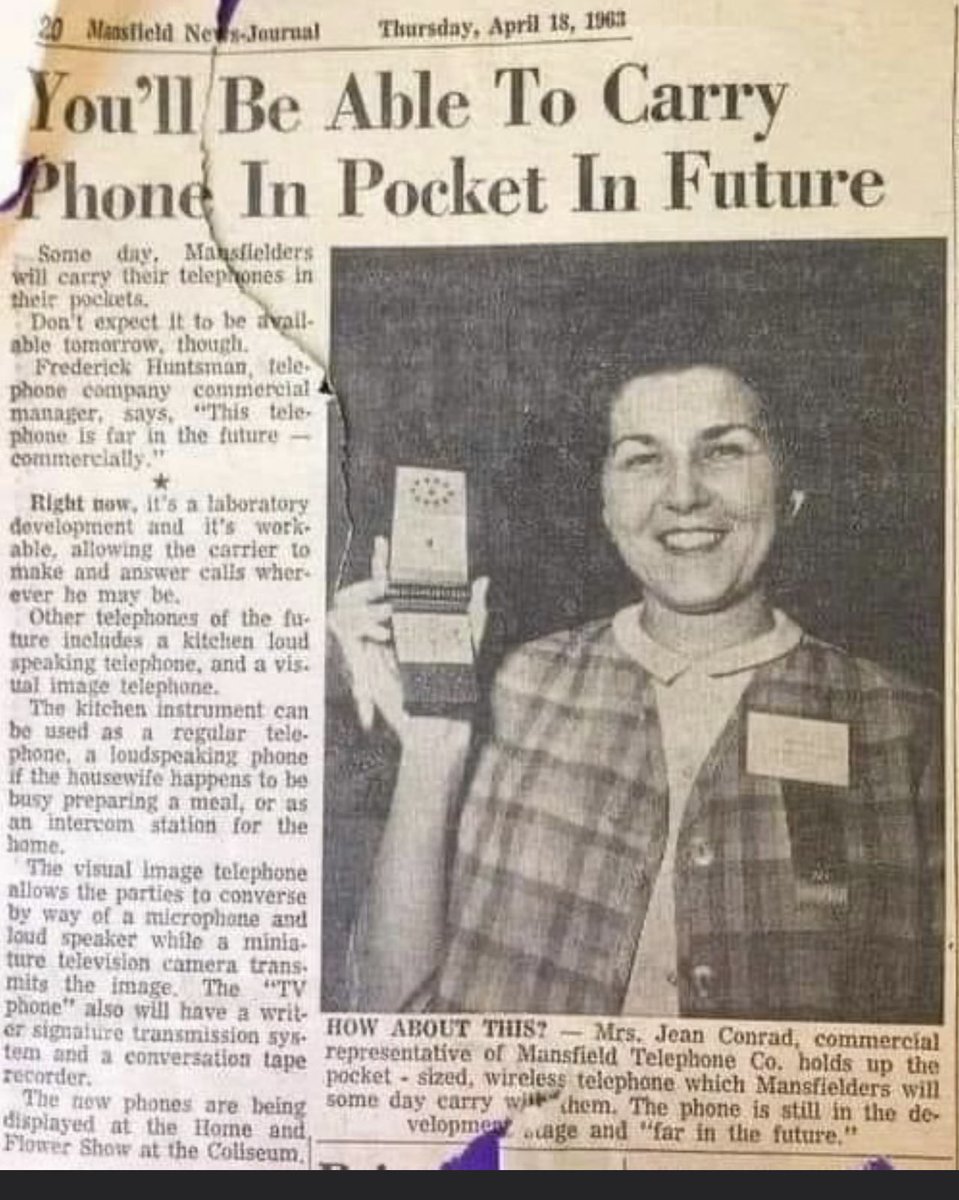 20 Mansfield News-Journal Thursday, April 18, 1963
You'll Be Able To Carry
Phone In Pocket In Future
Some day, Mansfielders
will carry their telephones in
their pockets.
Don't expect it to be avail-
able tomorrow, though.
Frederick Huntsman, tele-
phone company commercial
manager, says, "This tele-
phone is far in the future —
commercially."
★
Right now, it's a laboratory
development and it's work-
able, allowing the carrier to
make and answer calls wher-
ever he may be.
Other telephones of the fu-
ture includes a kitchen loud
speaking telephone, and a vis-
ual image telephone.
The kitchen instrument can
be used as a regular tele-
phone, a loudspeaking phone
if the housewife happens to be
busy preparing a meal, or as
an intercom station for the
home.
The visual image telephone
allows the parties to converse
by way of a microphone and
loud speaker while a minia-
ture television camera trans-
mits the image. The "TV
phone" also will have a writ-
er signature transmission sys-
tem and a conversation tape
recorder.
The new phones are being
displayed at the Home and
Flower Show at the Coliseum.
HOW ABOUT THIS? — Mrs. Jean Conrad, commercial
representative of Mansfield Telephone Co. holds up the
pocket - sized, wireless telephone which Mansfielders will
some day carry with them. The phone is still in the de-
velopment stage and "far in the future."